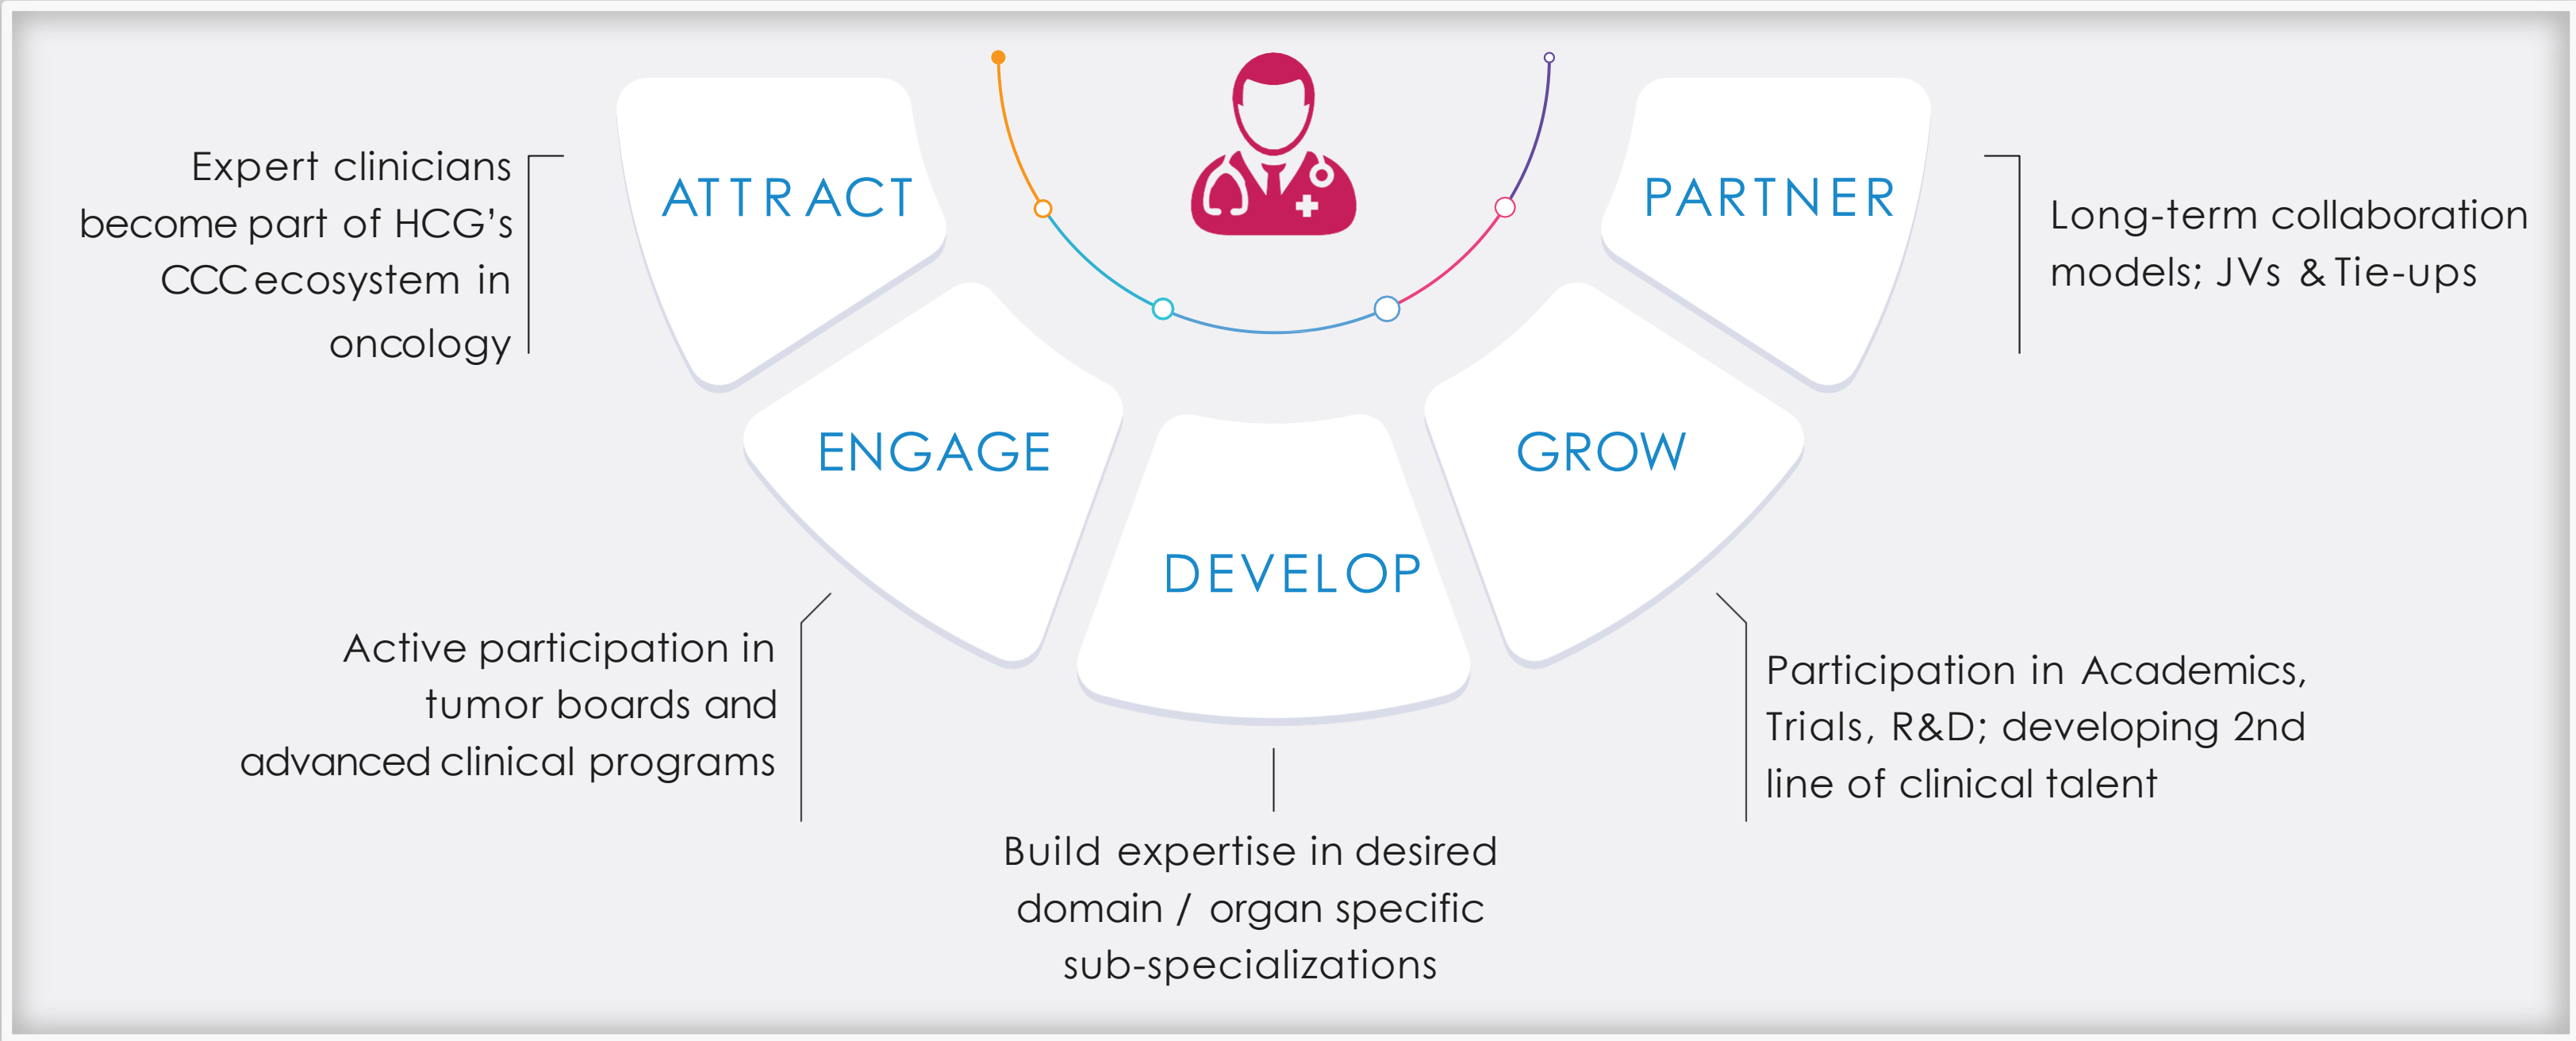 ATTRACT
Expert clinicians
become part of HCG’s
CCC ecosystem in
oncology
ENGAGE
Active participation in
tumor boards and
advanced clinical programs
DEVELOP
Build expertise in desired
domain / organ specific
sub-specializations
GROW
Participation in Academics,
Trials, R&D; developing 2nd
line of clinical talent
PARTNER
Long-term collaboration
models; JVs & Tie-ups